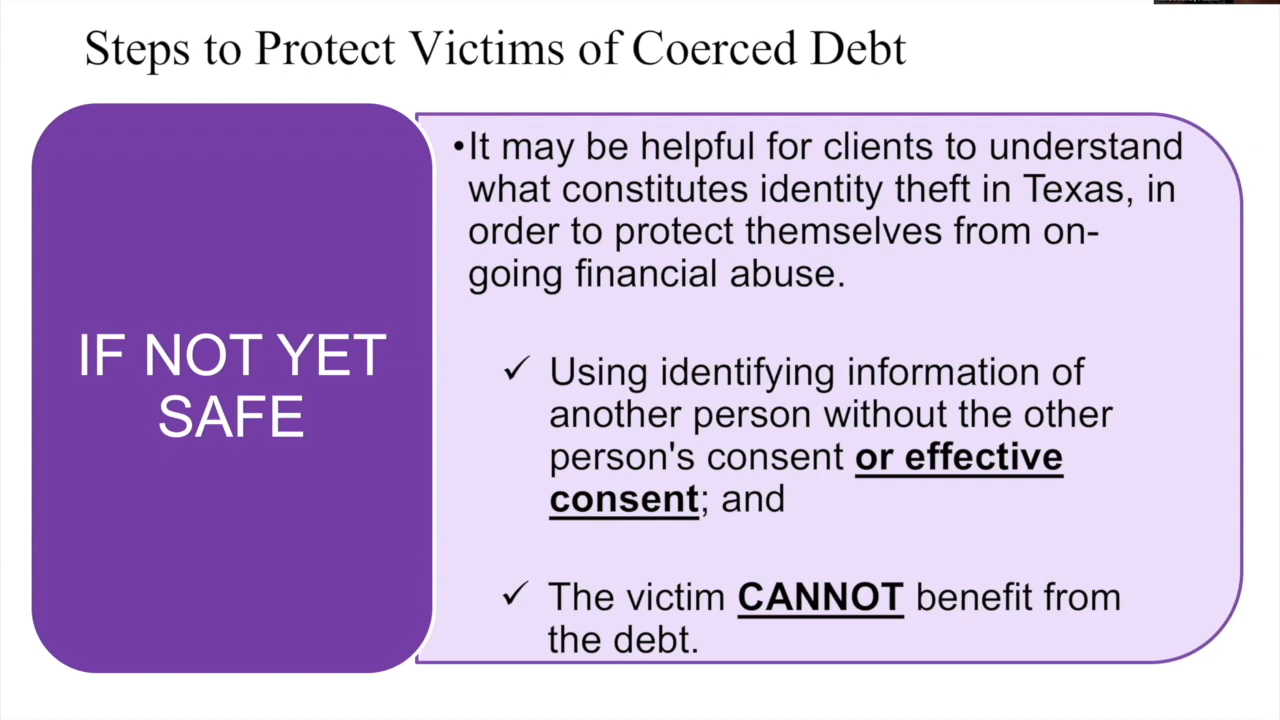 Steps to Protect Victims of Coerced Debt
IF NOT YET
SAFE
•It may be helpful for clients to understand
what constitutes identity theft in Texas, in
order to protect themselves from on-
going financial abuse.
✓ Using identifying information of
another person without the other
person's consent or effective
consent; and
✓ The victim CANNOT benefit from
the debt.